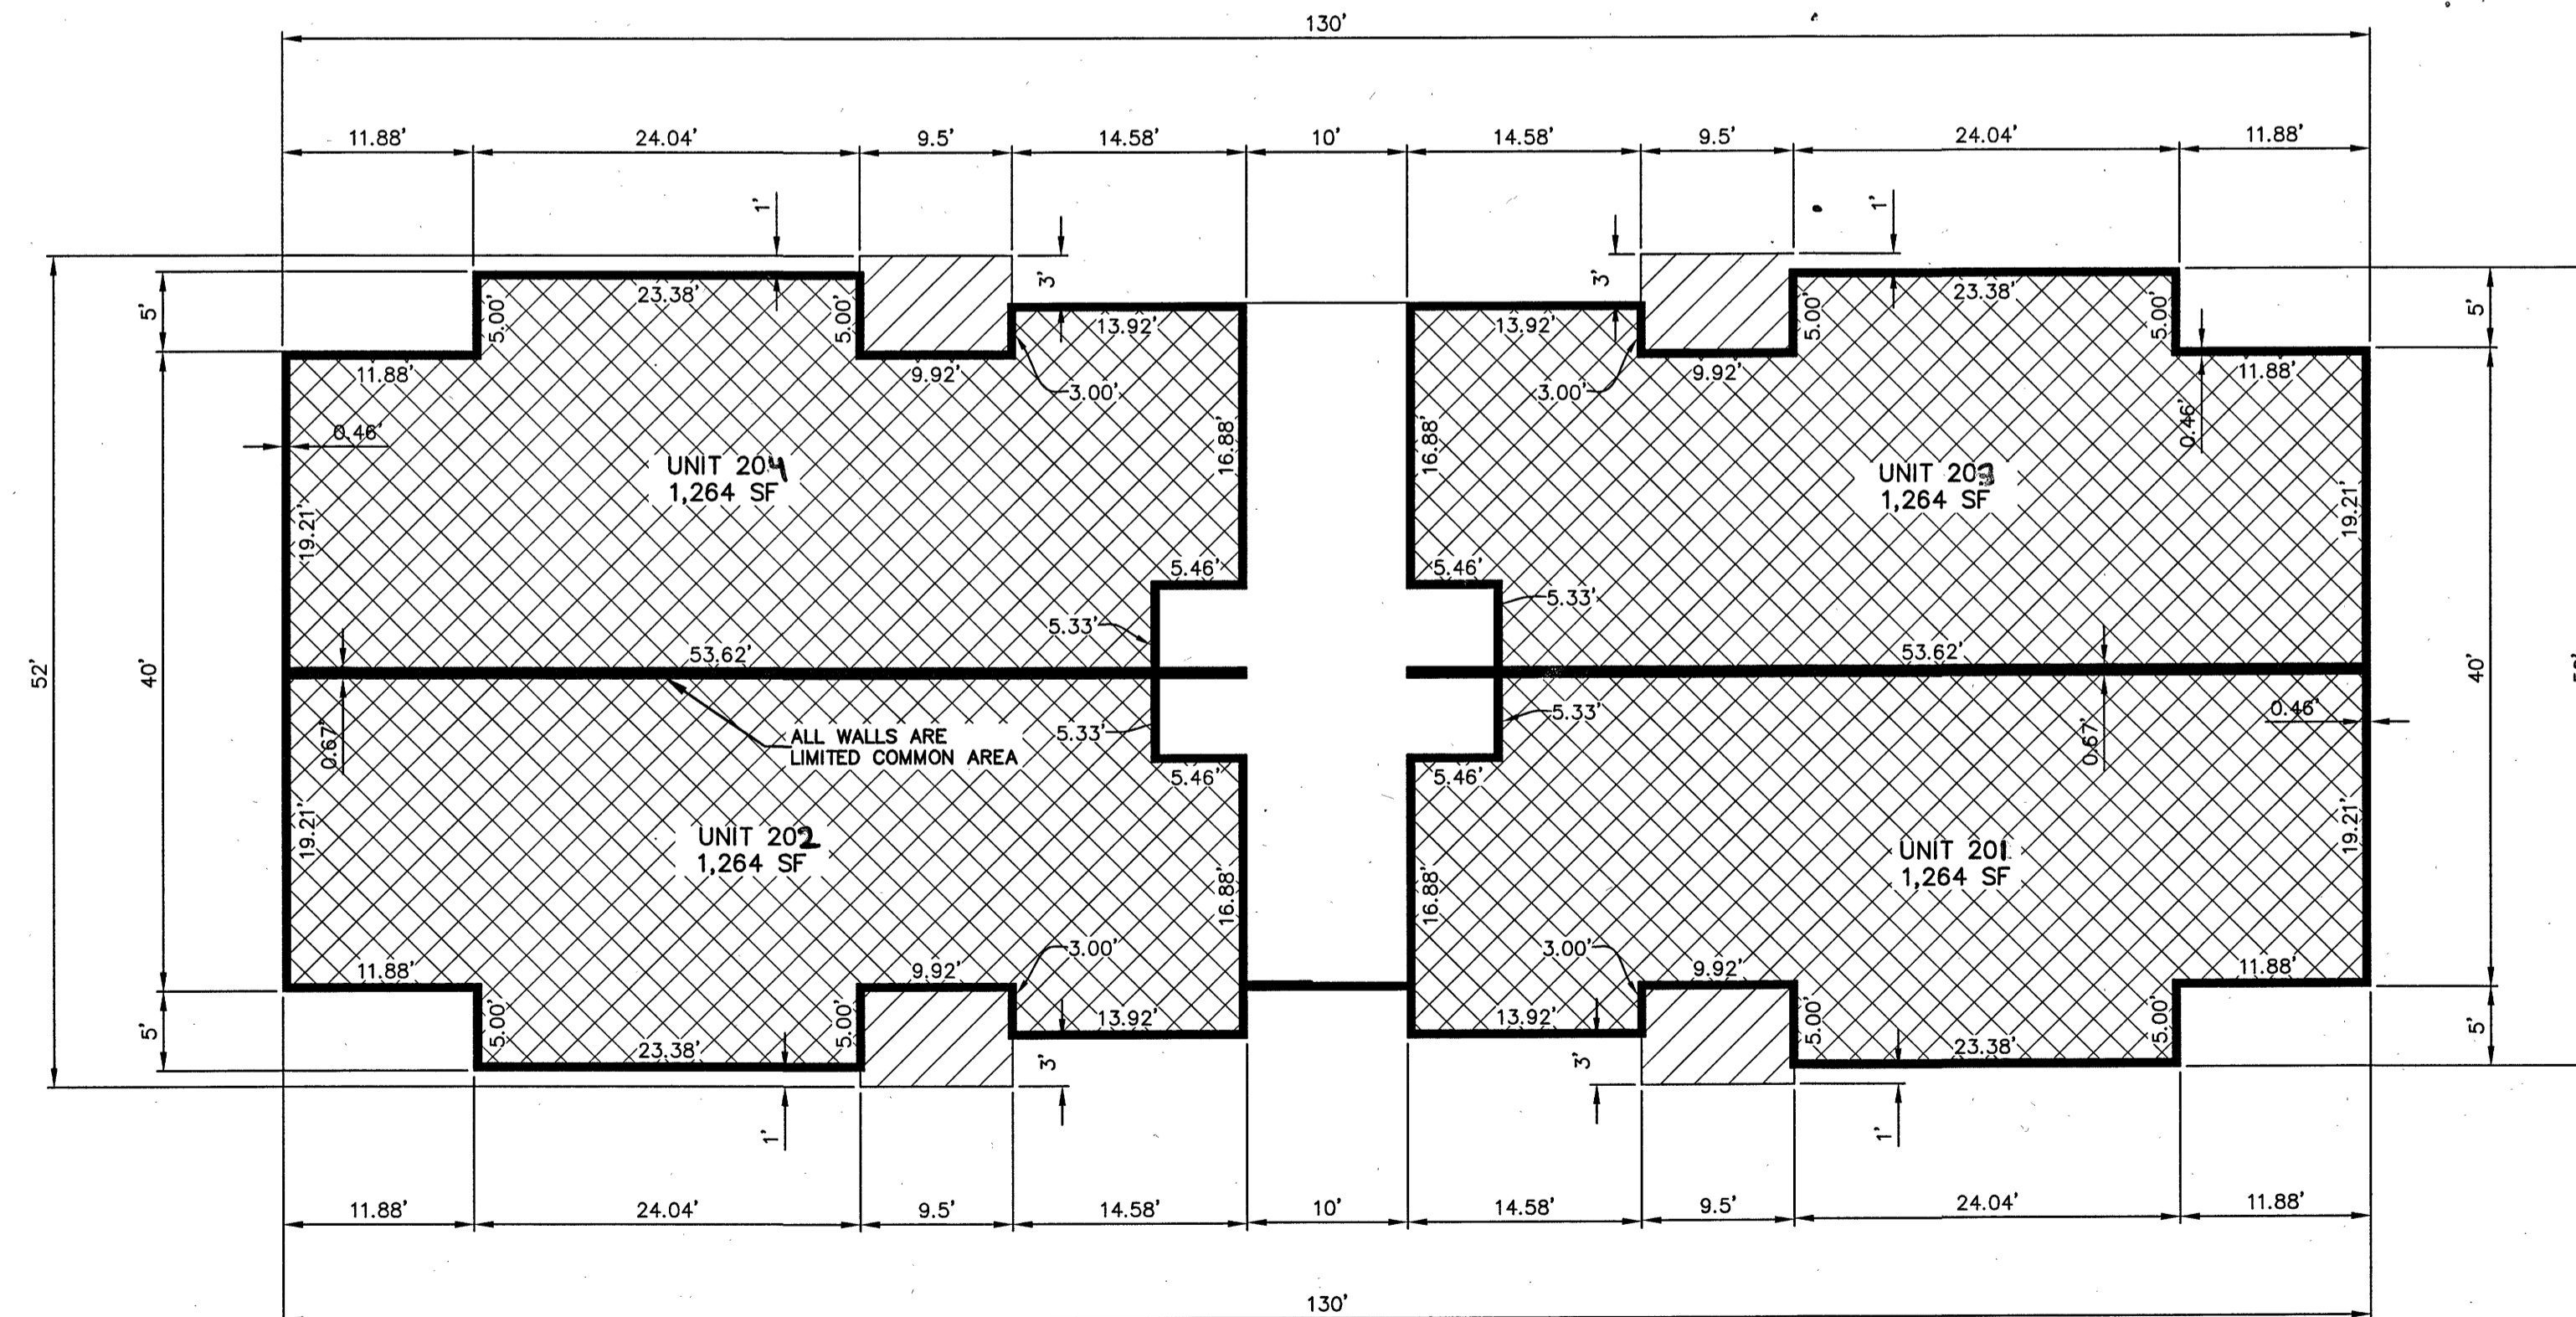 130'
11.88' 24.04' 9.5' 14.58' 10' 14.58' 9.5' 24.04' 11.88'
1' 1'
3' 3'
5' 23.38' 23.38' 5'
5.00' 5.00' 5.00' 5.00'
13.92' 13.92'
11.88' 9.92' 9.92' 11.88'
3.00' 3.00'
0.46' 0.46'
16.88' 16.88'
UNIT 204
1,264 SF
UNIT 203
1,264 SF
19.21' 19.21'
5.46' 5.46'
5.33' 5.33'
53.62' 53.62'
52' 40' 40'
5.33' 5.33'
0.46'
ALL WALLS ARE
LIMITED COMMON AREA
0.67' 0.67'
5.46' 5.46'
19.21' 19.21'
UNIT 202
1,264 SF
UNIT 201
1,264 SF
16.88' 16.88'
3.00' 3.00'
11.88' 9.92' 9.92' 11.88'
13.92' 13.92'
5.00' 5.00' 5.00' 5.00'
5' 23.38' 23.38' 5'
3' 3'
1' 1'
11.88' 24.04' 9.5' 14.58' 10' 14.58' 9.5' 24.04' 11.88'
130'